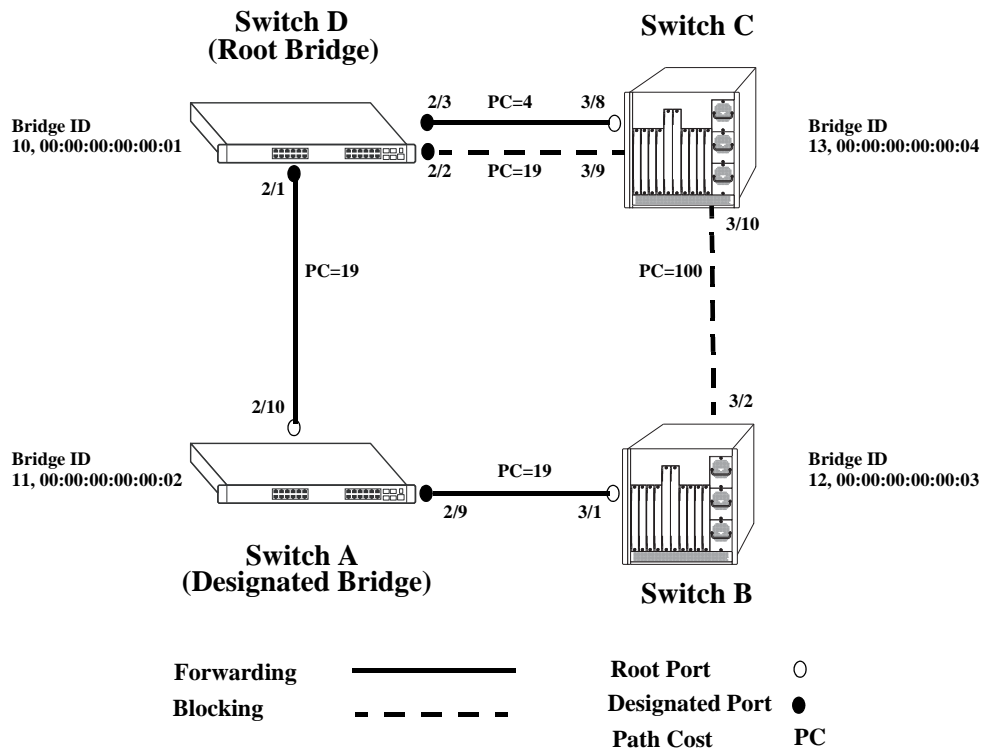 Switch D
(Root Bridge)
Switch C
2/3
PC=4
3/8
Bridge ID
10, 00:00:00:00:00:01
Bridge ID
13, 00:00:00:00:00:04
2/2
PC=19
3/9
2/1
3/10
PC=19
PC=100
2/10
3/2
Bridge ID
11, 00:00:00:00:00:02
PC=19
Bridge ID
12, 00:00:00:00:00:03
2/9
3/1
Switch A
(Designated Bridge)
Switch B
Forwarding
Root Port
Blocking
Designated Port
Path Cost
PC